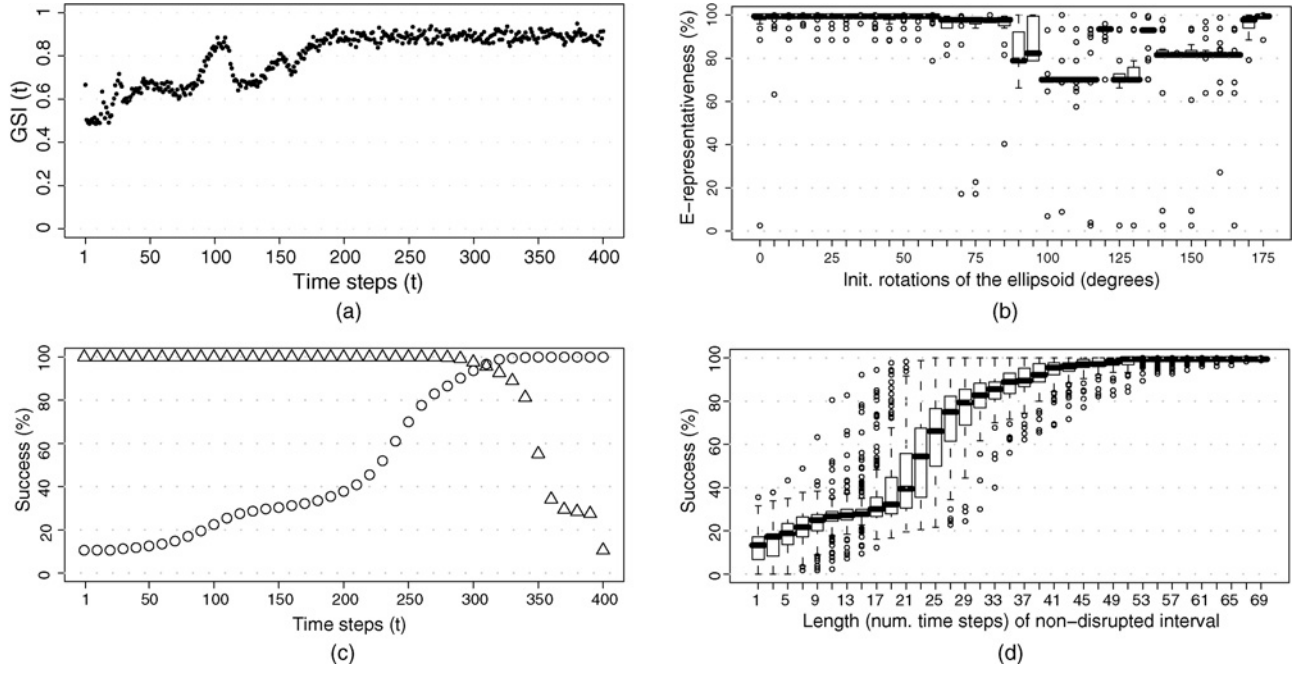 GSI (t)
1
0.8
0.6
0.4
0.2
0
1 50 100 150 200 250 300 350 400
Time steps (t)
(a)
E−representativeness (%)
100
80
60
40
20
0
0 25 50 75 100 125 150 175
Init. rotations of the ellipsoid (degrees)
(b)
Success (%)
100
80
60
40
20
0
1 50 100 150 200 250 300 350 400
Time steps (t)
(c)
Success (%)
100
80
60
40
20
0
1 5 9 13 17 21 25 29 33 37 41 45 49 53 57 61 65 69
Length (num. time steps) of non−disrupted interval
(d)